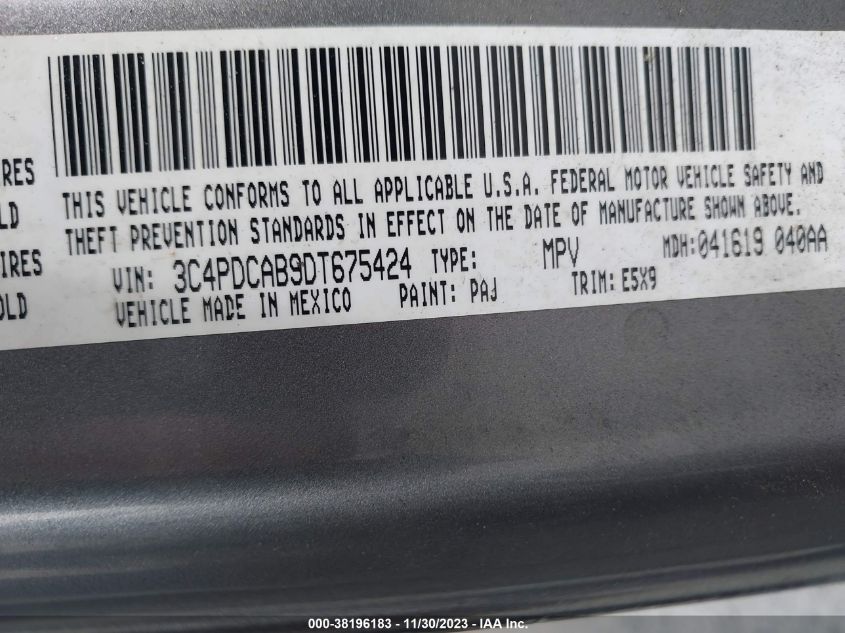 RES
LD
IRES
OLD
THIS VEHICLE CONFORMS TO ALL APPLICABLE U.S.A. FEDERAL MOTOR VEHICLE SAFETY AND
THEFT PREVENTION STANDARDS IN EFFECT ON THE DATE OF MANUFACTURE SHOWN ABOVE.
VIN: 3C4PDCAB9DT675424 TYPE: MPV MDH:041619 040AA
VEHICLE MADE IN MEXICO PAINT: PAJ TRIM: E5X9
000-38196183 - 11/30/2023 - IAA Inc.